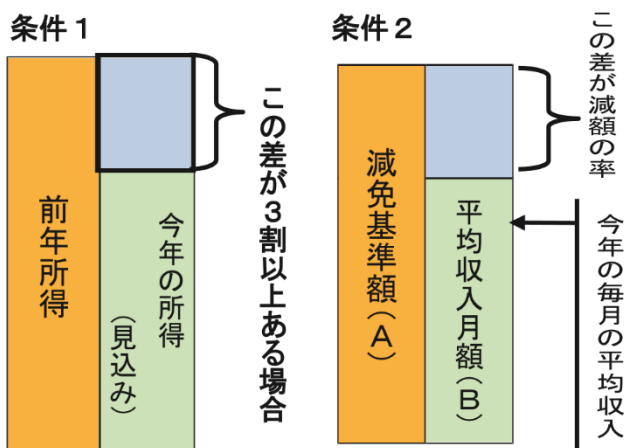 条件１
前年所得
今年の所得
（見込み）
この差が３割以上ある場合
条件２
減免基準額（Ａ）
平均収入月額（Ｂ）
この差が減額の率
今年の毎月の平均収入